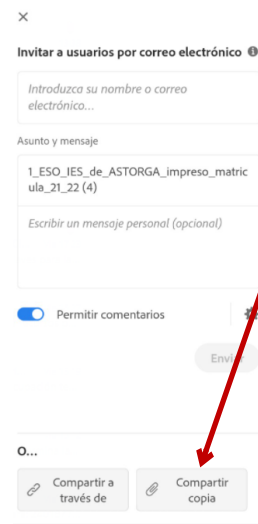 Invitar a usuarios por correo electrónico
Introduzca su nombre o correo
electrónico...
Asunto y mensaje
1_ESO_IES_de_ASTORGA_impreso_matric
ula_21_22 (4)
Escribir un mensaje personal (opcional)
Permitir comentarios
Enviar
O...
Compartir a
través de
Compartir
copia